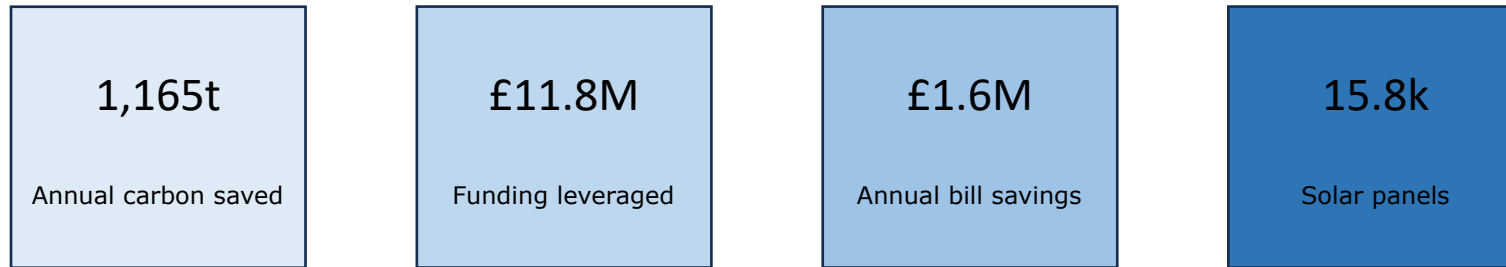 1,165t
Annual carbon saved
£11.8M
Funding leveraged
£1.6M
Annual bill savings
15.8k
Solar panels